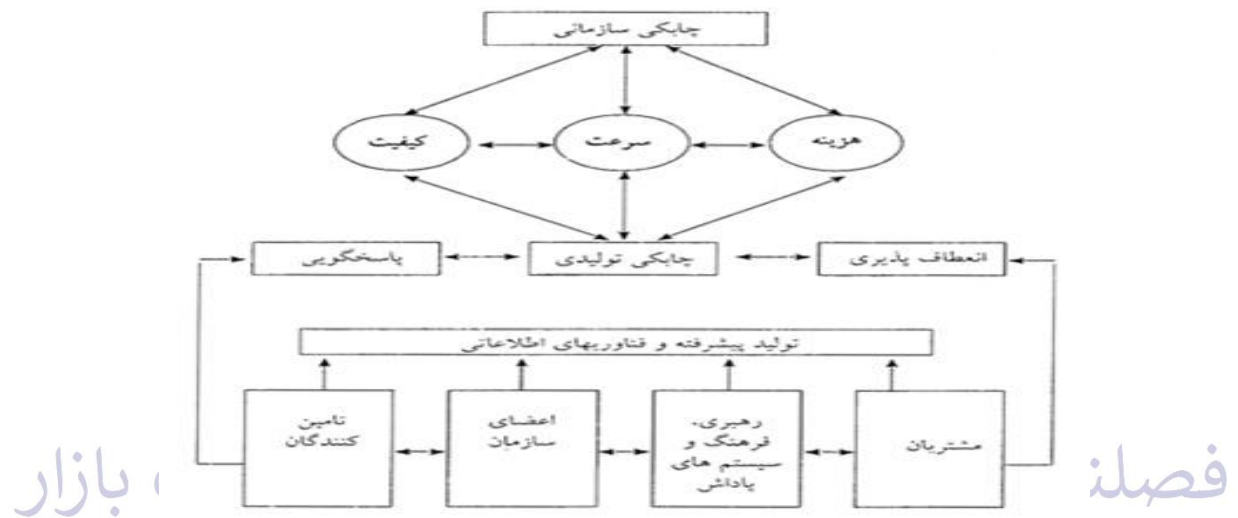 چابکی سازمانی
هزینه
سرعت
کیفیت
انعطاف پذیری
چابکی تولیدی
پاسخگویی
تولید پیشرفته و فناوریهای اطلاعاتی
مشتریان
رهبری،
فرهنگ و
سیستم های
پاداش
اعضای
سازمان
تامین
کنندگان
بازار